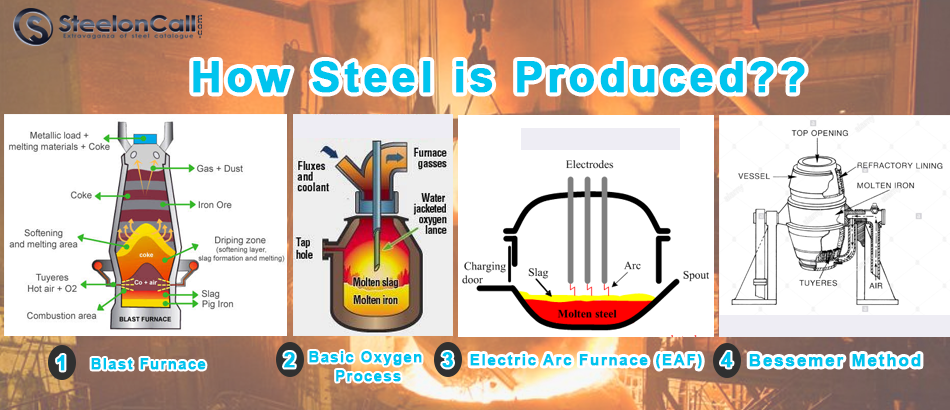 SteelonCall
Extravaganza of steel catalogue
How Steel is Produced??
Metallic load +
melting materials + Coke
Gas + Dust
Coke
Iron Ore
Softening
and melting area
coke
Driping zone
(softening layer,
slag formation and melting)
Tuyeres
Hot air + O2
Co + air
Slag
Pig Iron
Combustion area
BLAST FURNACE
Fluxes
and
coolant
Furnace
gasses
Water
jacketed
oxygen
lance
Tap
hole
Molten slag
Molten iron
Electrodes
Charging
door
Slag
Arc
Spout
Molten steel
TOP OPENING
VESSEL
REFRACTORY LINING
MOLTEN IRON
TUYERES
AIR
1 Blast Furnace
2 Basic Oxygen
Process
3 Electric Arc Furnace (EAF)
4 Bessemer Method